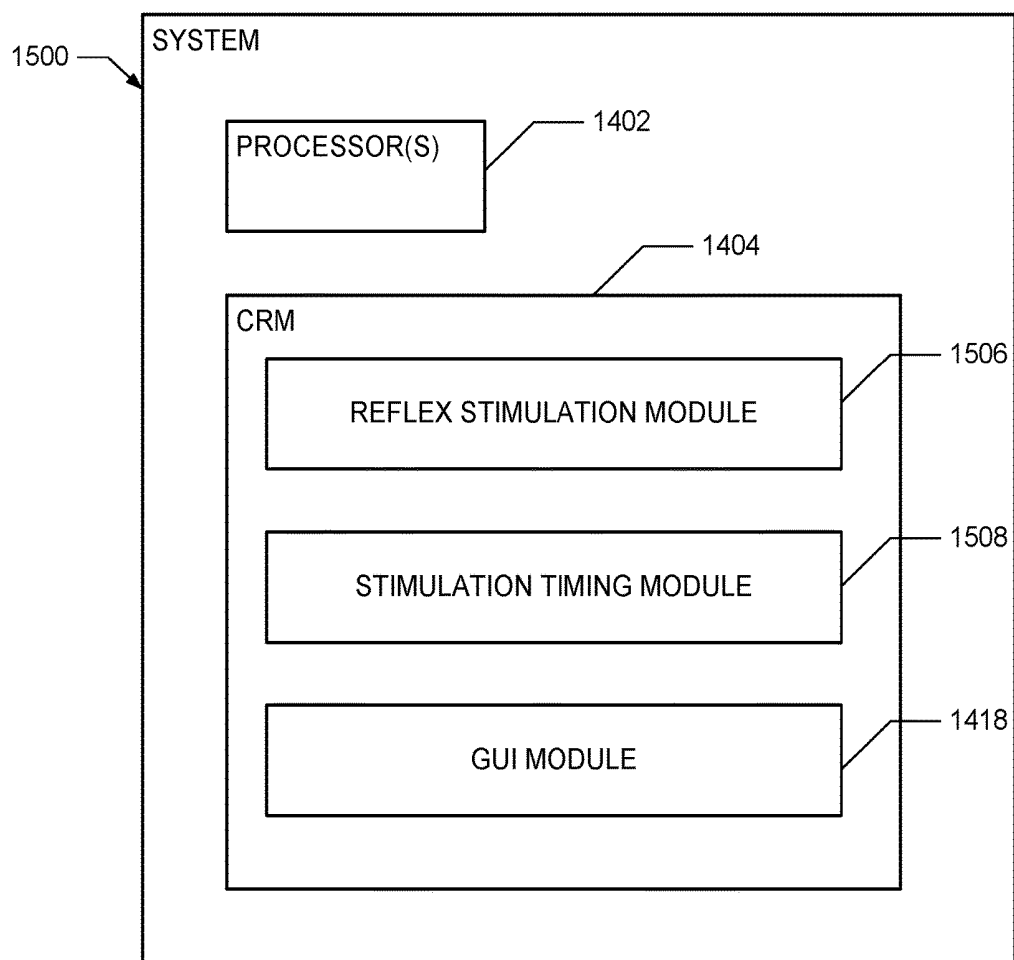 SYSTEM
1500
PROCESSOR(S)
1402
1404
CRM
1506
REFLEX STIMULATION MODULE
1508
STIMULATION TIMING MODULE
1418
GUI MODULE